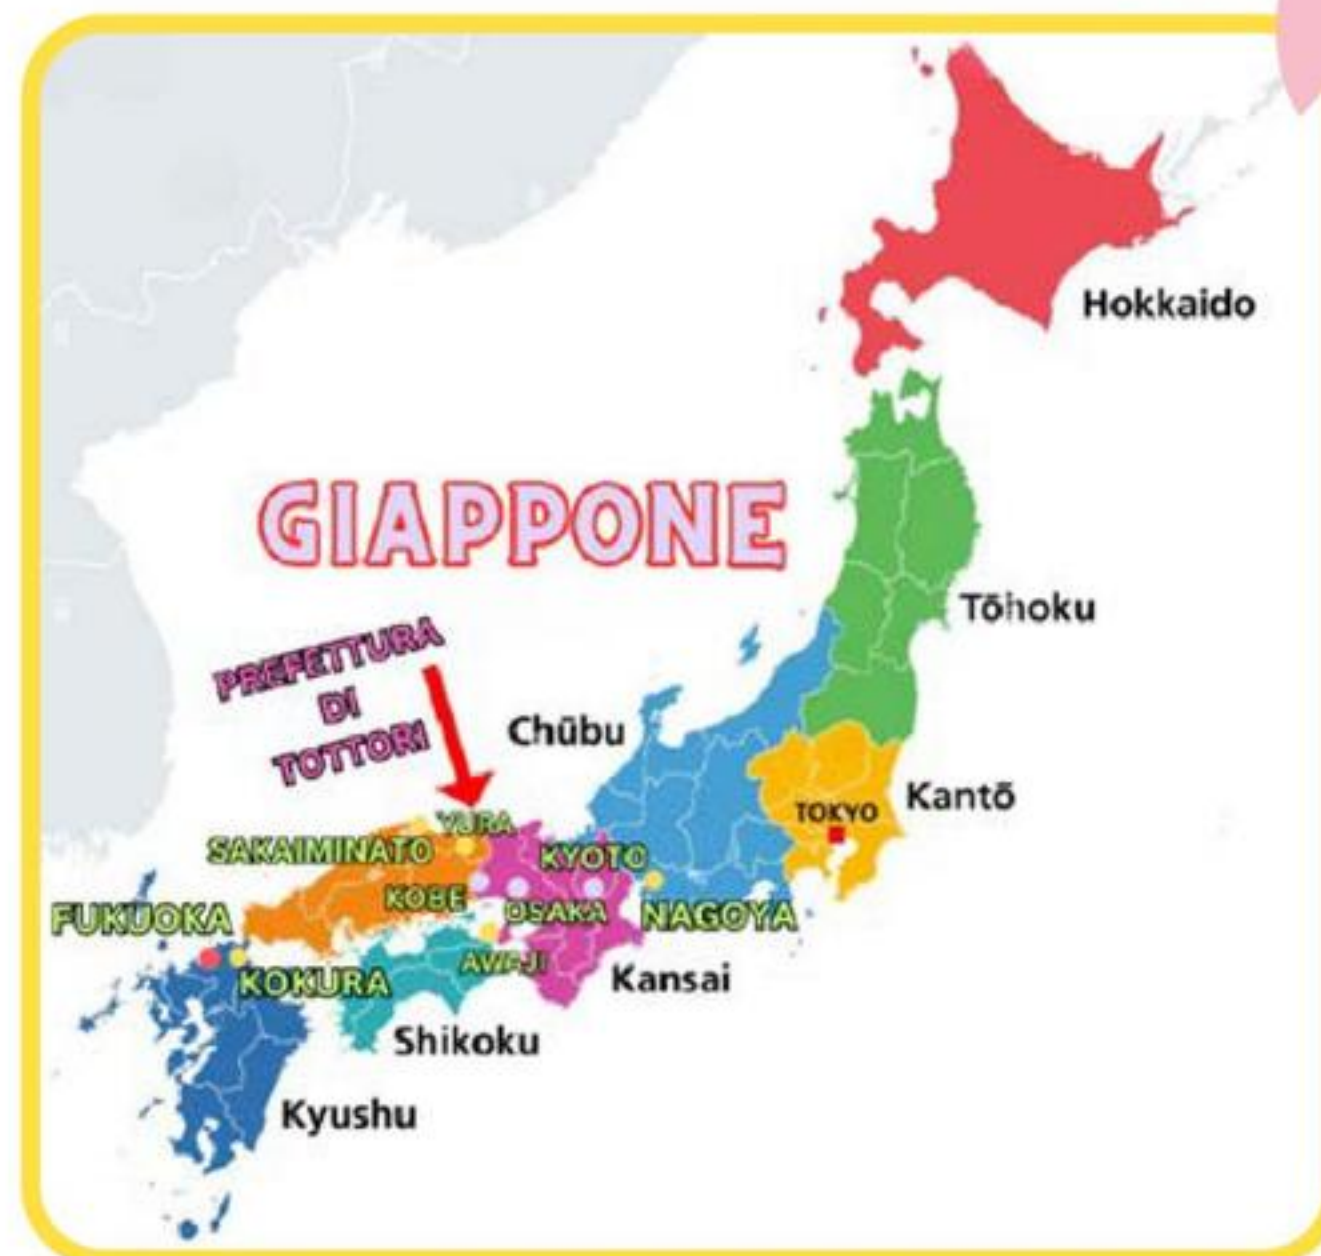 Hokkaido
GIAPPONE
Tōhoku
PREFETTURA
DI
TOTTORI
Chūbu
Kantō
TOKYO
YURA
SAKAIMINATO
KYOTO
KOBE
OSAKA
NAGOYA
FUKUOKA
AWAJI
KOKURA
Kansai
Shikoku
Kyushu